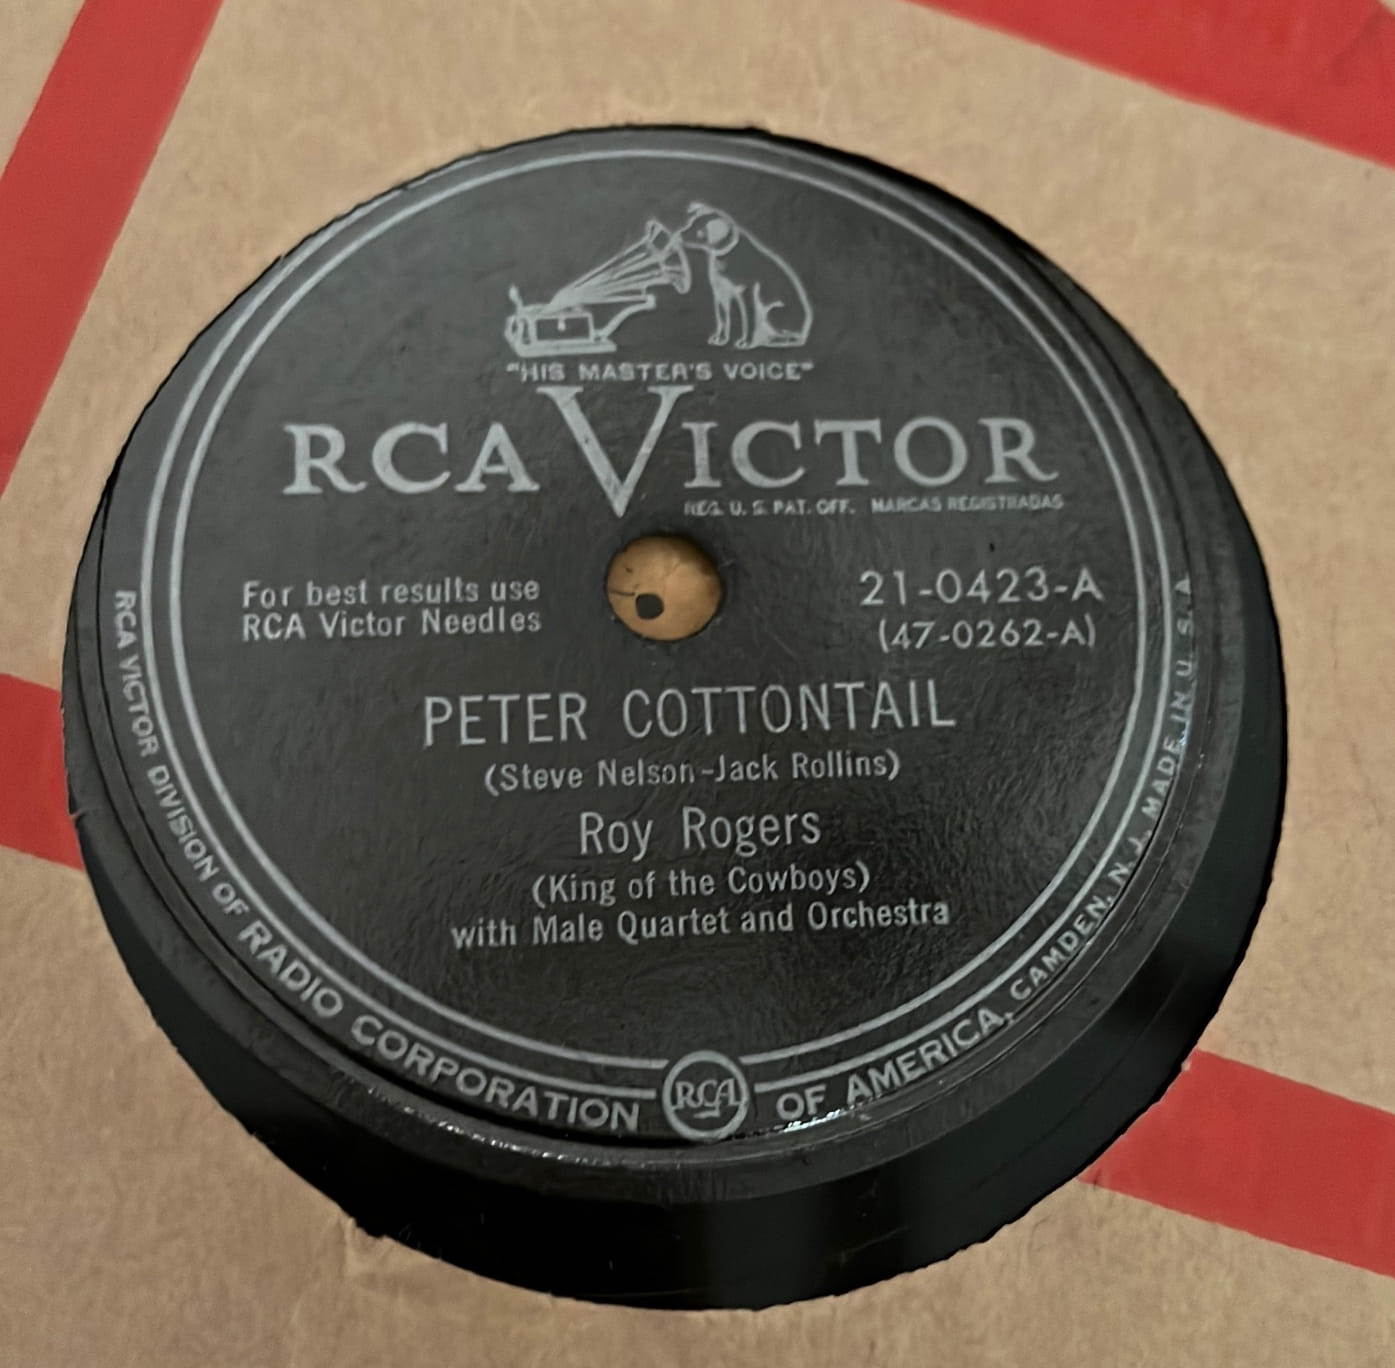 "HIS MASTER'S VOICE"
RCA VICTOR
REG. U. S. PAT. OFF. MARCAS REGISTRADAS
For best results use
RCA Victor Needles
21-0423-A
(47-0262-A)
PETER COTTONTAIL
(Steve Nelson-Jack Rollins)
Roy Rogers
(King of the Cowboys)
with Male Quartet and Orchestra
RCA VICTOR DIVISION OF RADIO CORPORATION OF AMERICA, CAMDEN, N. J. MADE IN U. S. A.
RCA